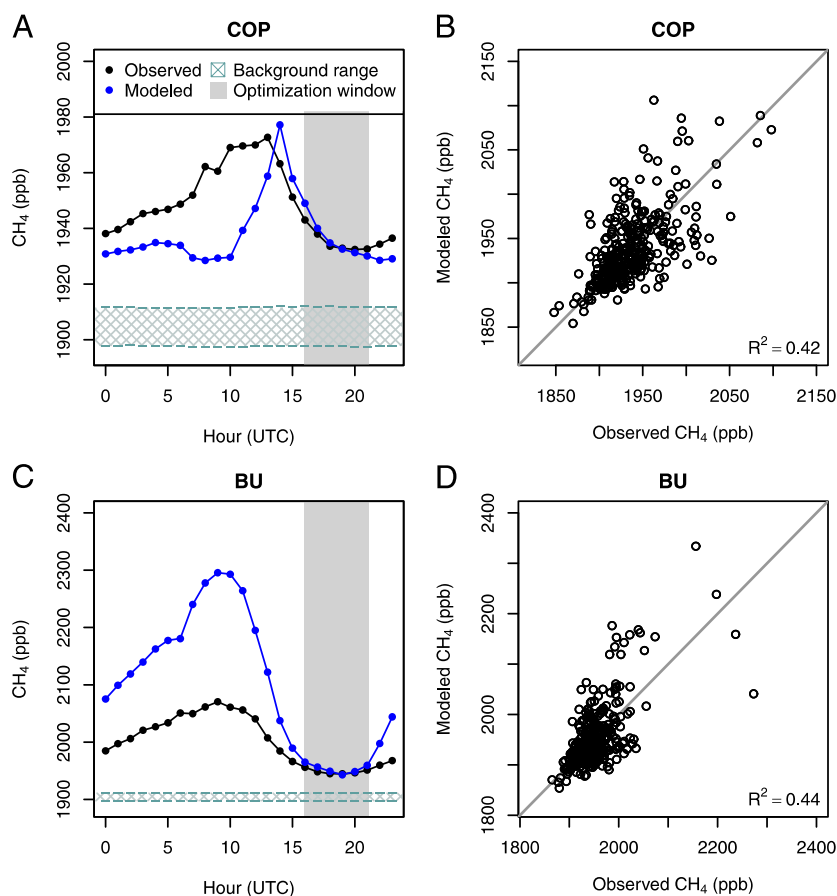 A
COP
CH₄ (ppb)
2000
1980
1960
1940
1920
1900
Observed
Modeled
Background range
Optimization window
0
5
10
15
20
Hour (UTC)
B
COP
Modeled CH₄ (ppb)
2150
2050
1950
1850
R² = 0.42
1850
1950
2050
2150
Observed CH₄ (ppb)
C
BU
CH₄ (ppb)
2400
2300
2200
2100
2000
1900
0
5
10
15
20
Hour (UTC)
D
BU
Modeled CH₄ (ppb)
2400
2200
2000
1800
R² = 0.44
1800
2000
2200
2400
Observed CH₄ (ppb)